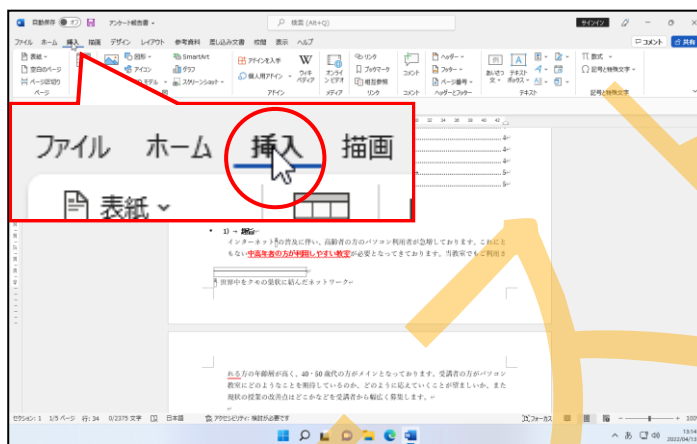 自動保存 オフ アンケート報告書 検索 (Alt+Q) サインイン
ファイル ホーム 挿入 描画 デザイン レイアウト 参考資料 差し込み文書 校閲 表示 ヘルプ コメント 共有
表紙 図形 SmartArt アドインを入手 W リンク ヘッダー 数式
空白のページ アイコン グラフ ブックマーク フッター 記号と特殊文字
ページ区切り モデル スクリーンショット 個人用アドイン ウィキペディア オンラインビデオ 相互参照 コメント ページ番号 あいさつ文 テキストボックス
ページ アドイン メディア リンク コメント ヘッダーとフッター テキスト 記号と特殊文字
ファイル ホーム 挿入 描画
表紙
1) → 趣旨
インターネットの普及に伴い、高齢者の方のパソコン利用者が急増しております。これにと
もない中高年者の方が利用しやすい教室が必要となってきております。当教室でもご利用さ
世界中をクモの巣状に結んだネットワーク
れる方の年齢層が高く、40・50歳代の方がメインとなっております。受講者の方がパソコン
教室にどのようなことを期待しているのか、どのように応えていくことが望ましいか、また
現状の授業の改善点はどこかなどを受講者から幅広く募集します。
セクション: 1 1/5 ページ 行: 34 0/2375 文字 日本語 アクセシビリティ: 検討が必要です フォーカス 100
あ 13:54